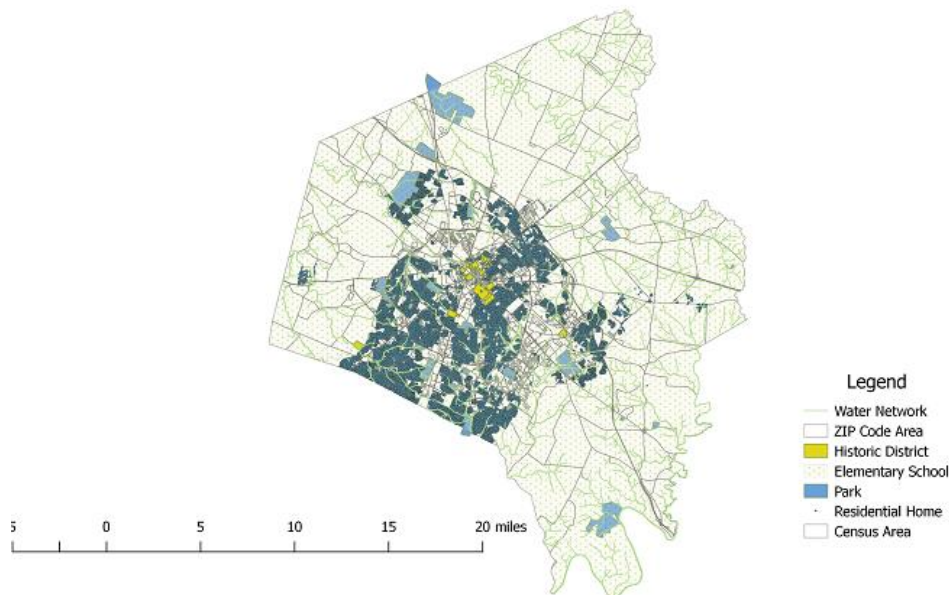 Legend
Water Network
ZIP Code Area
Historic District
Elementary School
Park
Residential Home
Census Area
5 0 5 10 15 20 miles